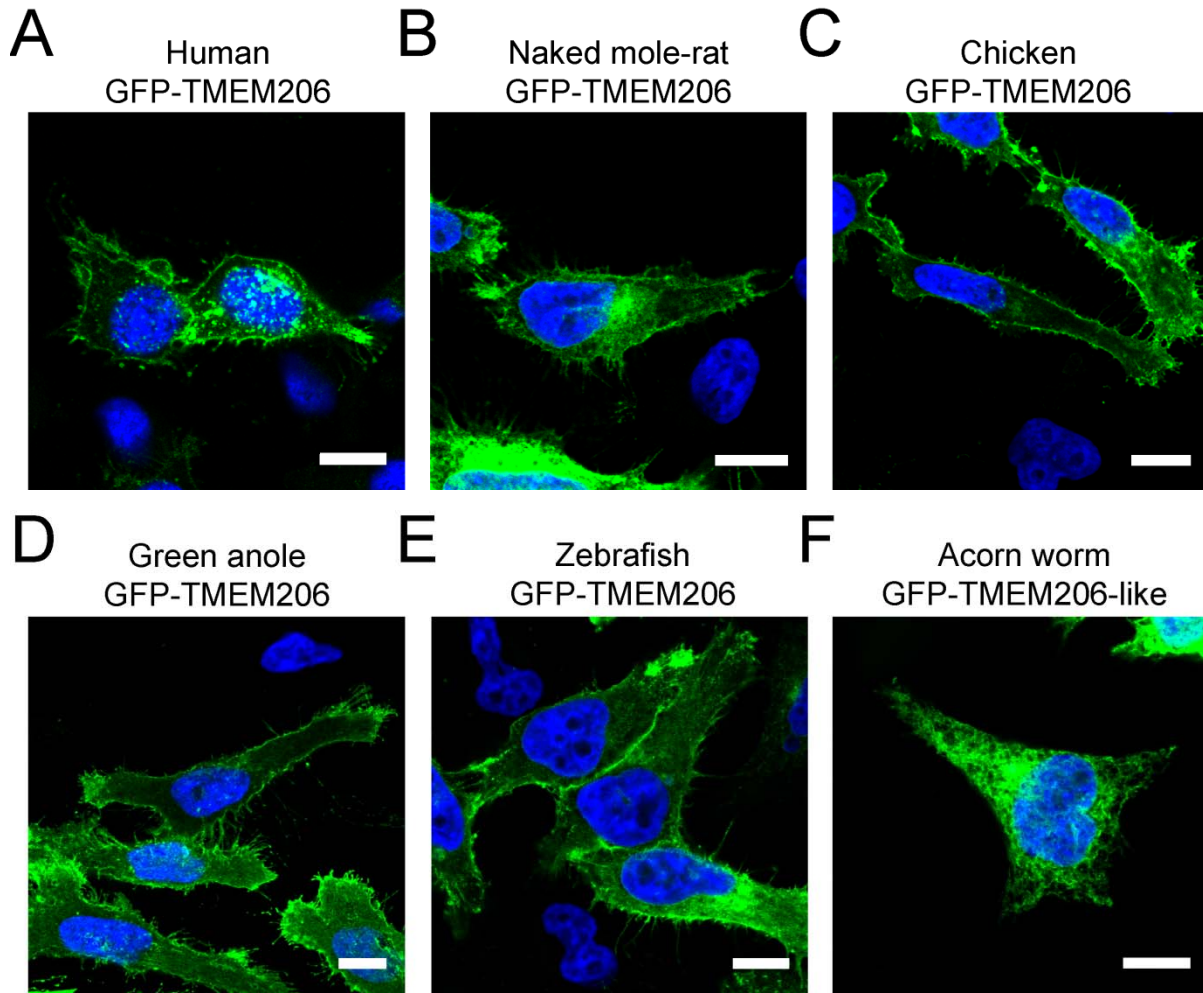 A
Human
GFP-TMEM206
B
Naked mole-rat
GFP-TMEM206
C
Chicken
GFP-TMEM206
D
Green anole
GFP-TMEM206
E
Zebrafish
GFP-TMEM206
F
Acorn worm
GFP-TMEM206-like